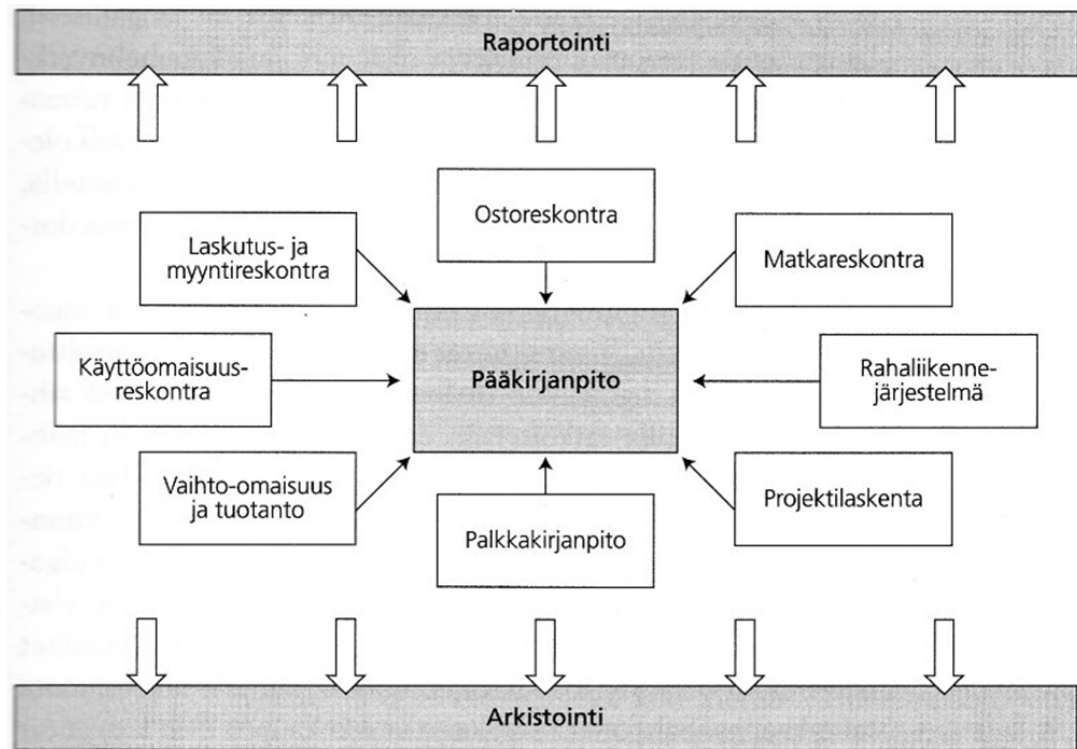 Raportointi
Ostoreskontra
Laskutus- ja
myyntireskontra
Matkareskontra
Käyttöomaisuus-
reskontra
Pääkirjanpito
Rahaliikenne-
järjestelmä
Vaihto-omaisuus
ja tuotanto
Palkkakirjanpito
Projektilaskenta
Arkistointi